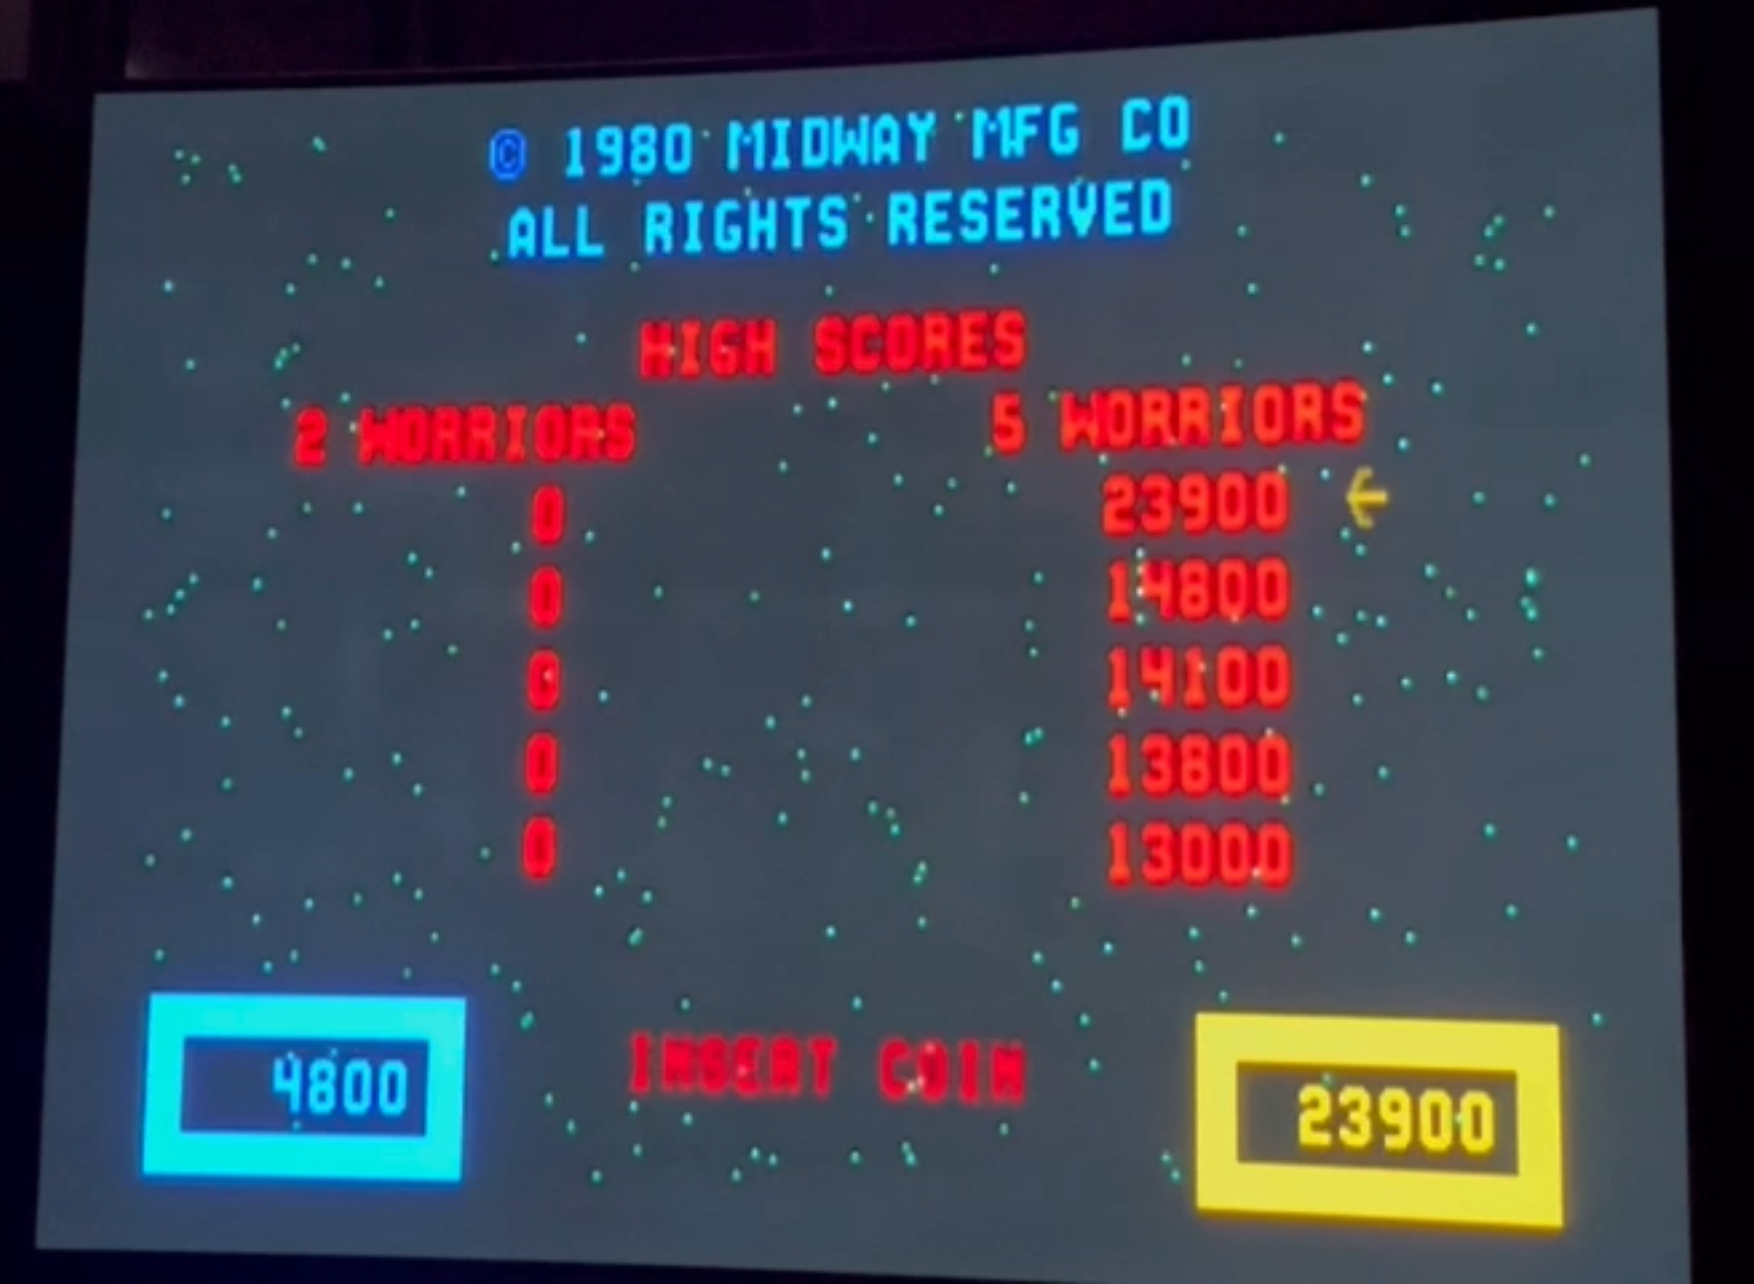 © 1980 MIDWAY MFG CO
ALL RIGHTS RESERVED
HIGH SCORES
2 WORRIORS 5 WORRIORS
0 23900 ←
0 14800
0 14100
0 13800
0 13000
4800 INSERT COIN 23900